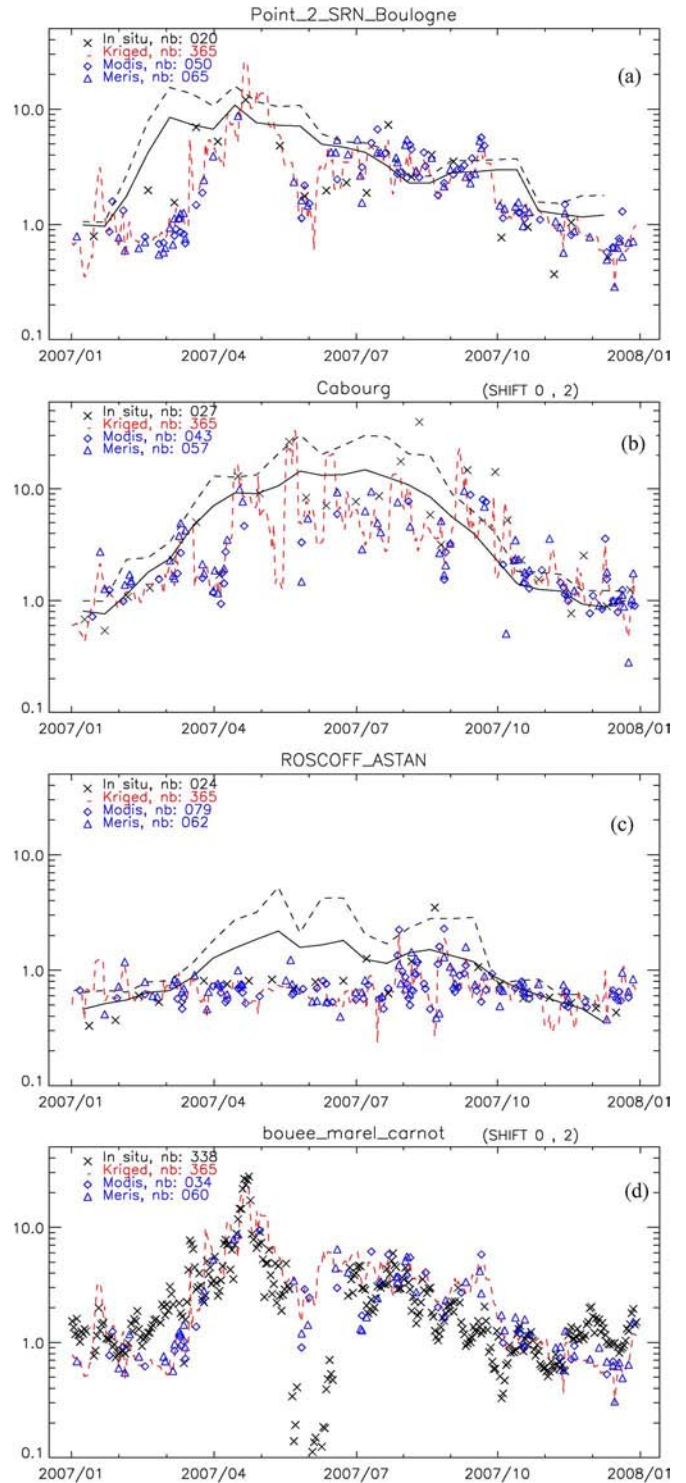 Point_2_SRN_Boulogne
In situ, nb: 020
Kriged, nb: 365
Modis, nb: 050
Meris, nb: 065
(a)
10.0
1.0
0.1
2007/01 2007/04 2007/07 2007/10 2008/01
Cabourg (SHIFT 0 , 2)
In situ, nb: 027
Kriged, nb: 365
Modis, nb: 043
Meris, nb: 057
(b)
10.0
1.0
0.1
2007/01 2007/04 2007/07 2007/10 2008/01
ROSCOFF_ASTAN
In situ, nb: 024
Kriged, nb: 365
Modis, nb: 079
Meris, nb: 062
(c)
10.0
1.0
0.1
2007/01 2007/04 2007/07 2007/10 2008/01
bouee_marel_carnot (SHIFT 0 , 2)
In situ, nb: 338
Kriged, nb: 365
Modis, nb: 034
Meris, nb: 060
(d)
10.0
1.0
0.1
2007/01 2007/04 2007/07 2007/10 2008/01